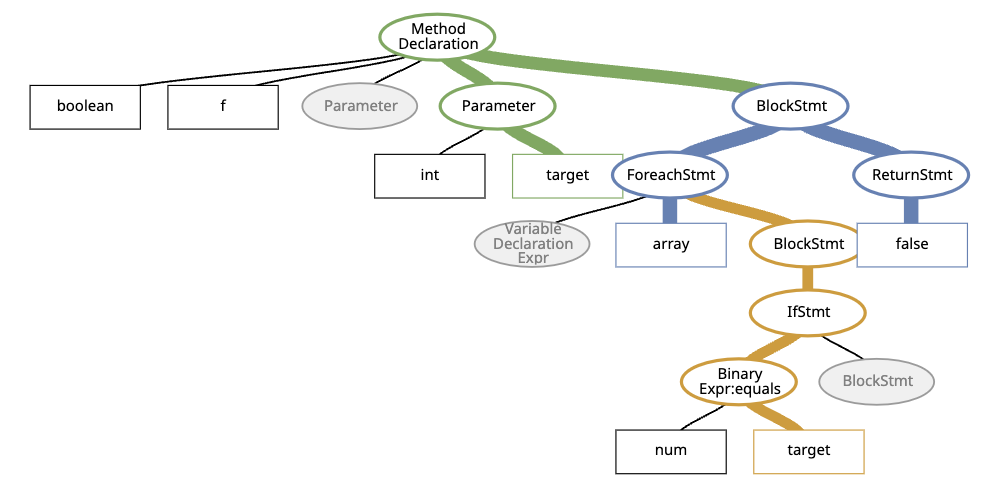 Method
Declaration
boolean
f
Parameter
Parameter
BlockStmt
int
target
ForeachStmt
ReturnStmt
Variable
Declaration
Expr
array
BlockStmt
false
IfStmt
Binary
Expr:equals
BlockStmt
num
target